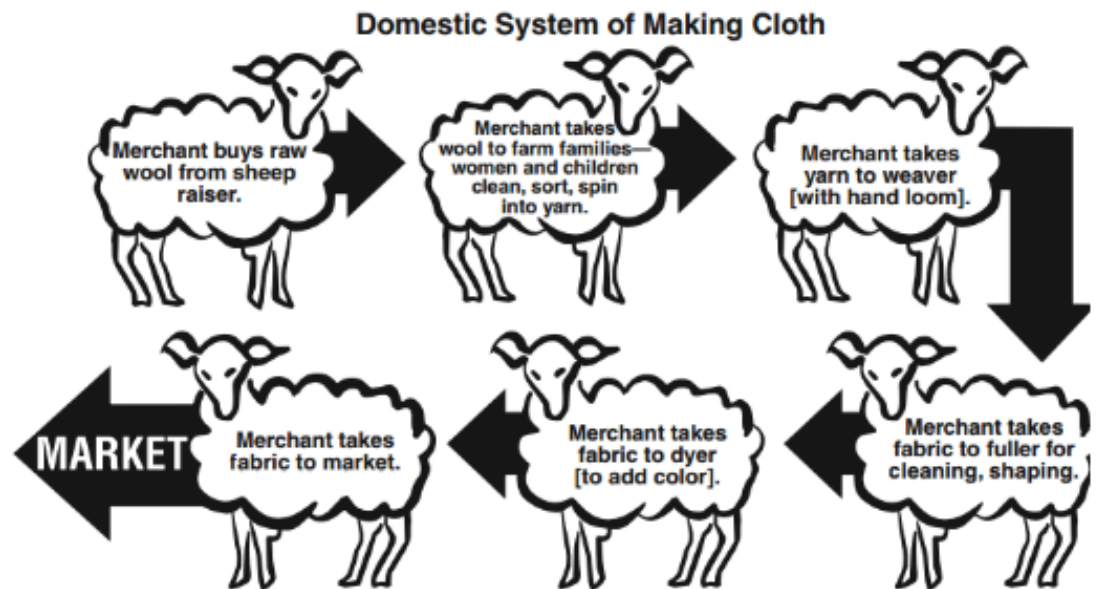 Domestic System of Making Cloth
Merchant buys raw
wool from sheep
raiser.
Merchant takes
wool to farm families—
women and children
clean, sort, spin
into yarn.
Merchant takes
yarn to weaver
[with hand loom].
Merchant takes
fabric to fuller for
cleaning, shaping.
Merchant takes
fabric to dyer
[to add color].
Merchant takes
fabric to market.
MARKET